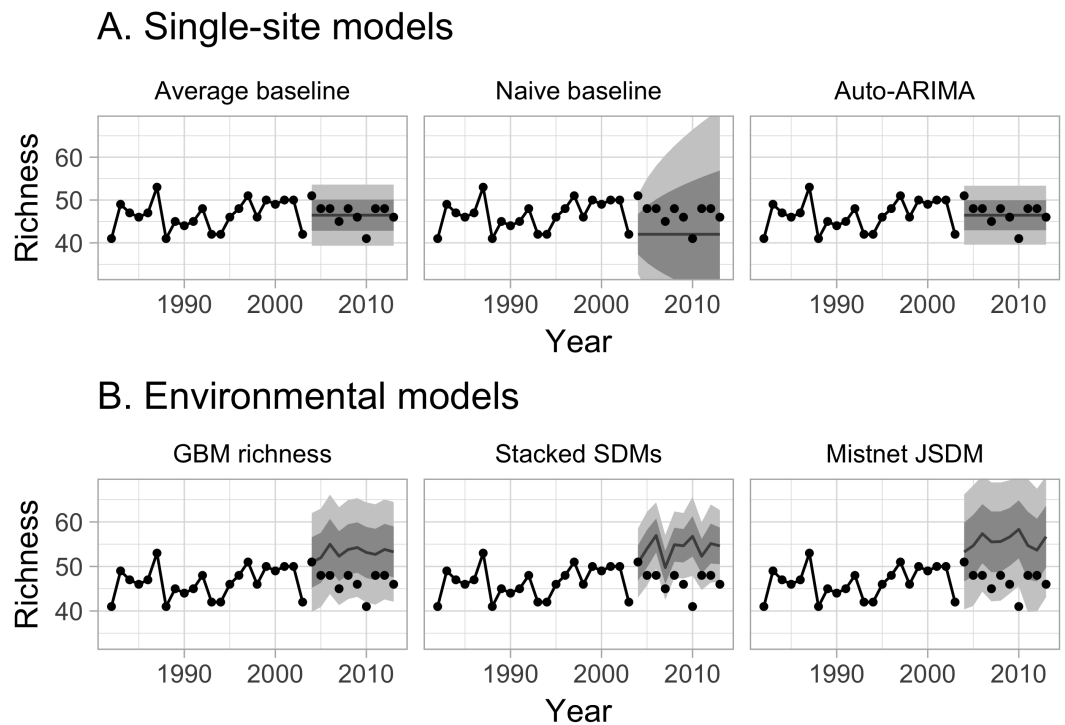 A. Single-site models
Average baseline Naive baseline Auto-ARIMA
Richness
60
50
40
1990 2000 2010 1990 2000 2010 1990 2000 2010
Year
B. Environmental models
GBM richness Stacked SDMs Mistnet JSDM
Richness
60
50
40
1990 2000 2010 1990 2000 2010 1990 2000 2010
Year